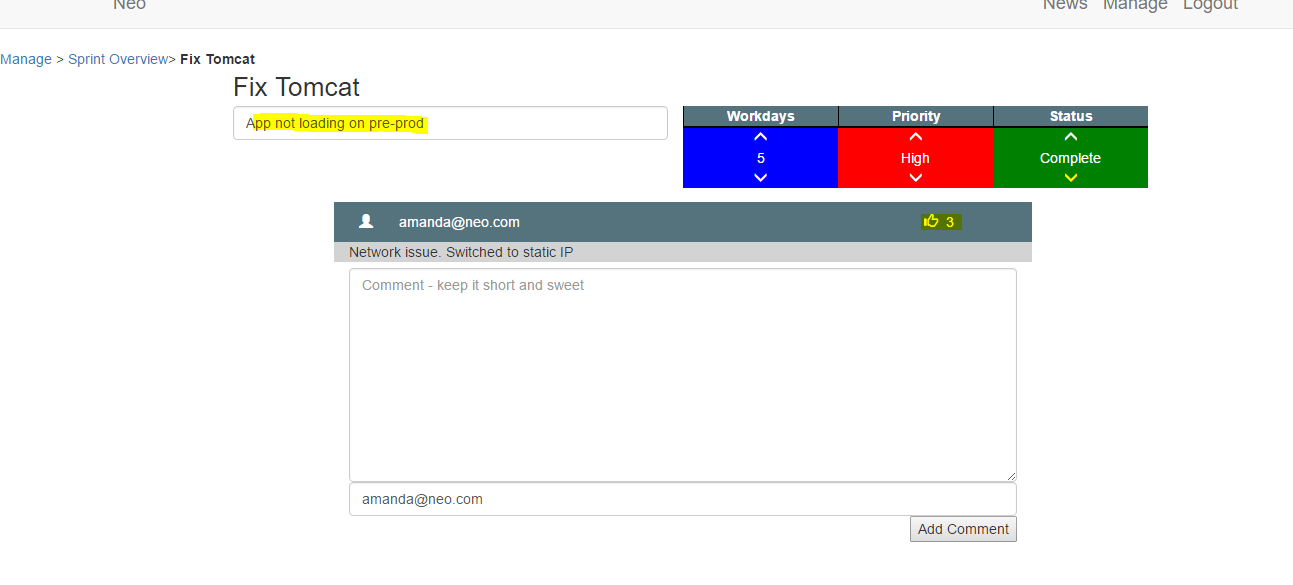 Neo News Manage Logout
Manage > Sprint Overview> Fix Tomcat
Fix Tomcat
App not loading on pre-prod
Workdays Priority Status
5 High Complete
amanda@neo.com 3
Network issue. Switched to static IP
Comment - keep it short and sweet
amanda@neo.com
Add Comment